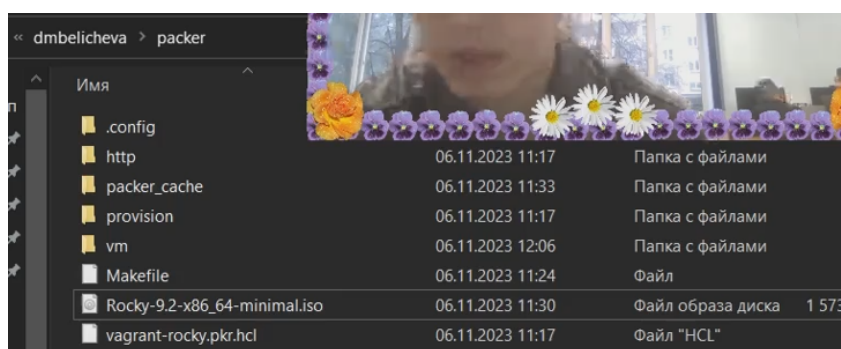 « dmbelicheva > packer
Имя
п
.config
http 06.11.2023 11:17 Папка с файлами
packer_cache 06.11.2023 11:33 Папка с файлами
provision 06.11.2023 11:17 Папка с файлами
vm 06.11.2023 12:06 Папка с файлами
Makefile 06.11.2023 11:24 Файл
Rocky-9.2-x86_64-minimal.iso 06.11.2023 11:30 Файл образа диска 1 573
vagrant-rocky.pkr.hcl 06.11.2023 11:17 Файл "HCL"